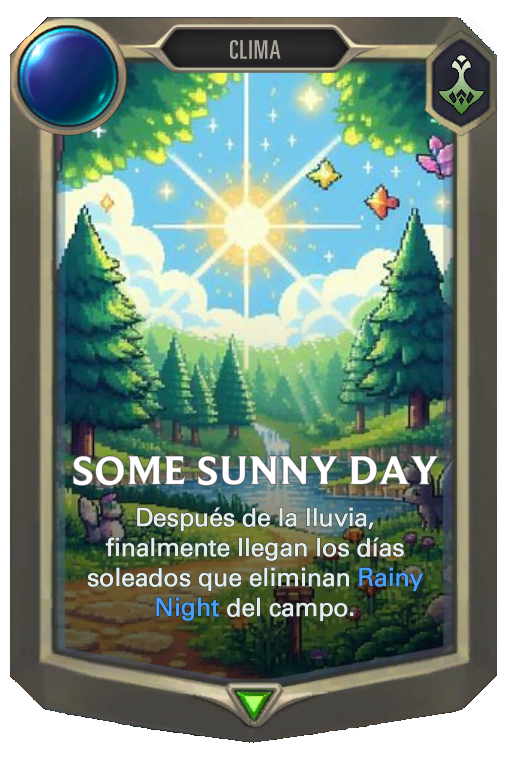 CLIMA
SOME SUNNY DAY
Después de la lluvia,
finalmente llegan los días
soleados que eliminan Rainy
Night del campo.